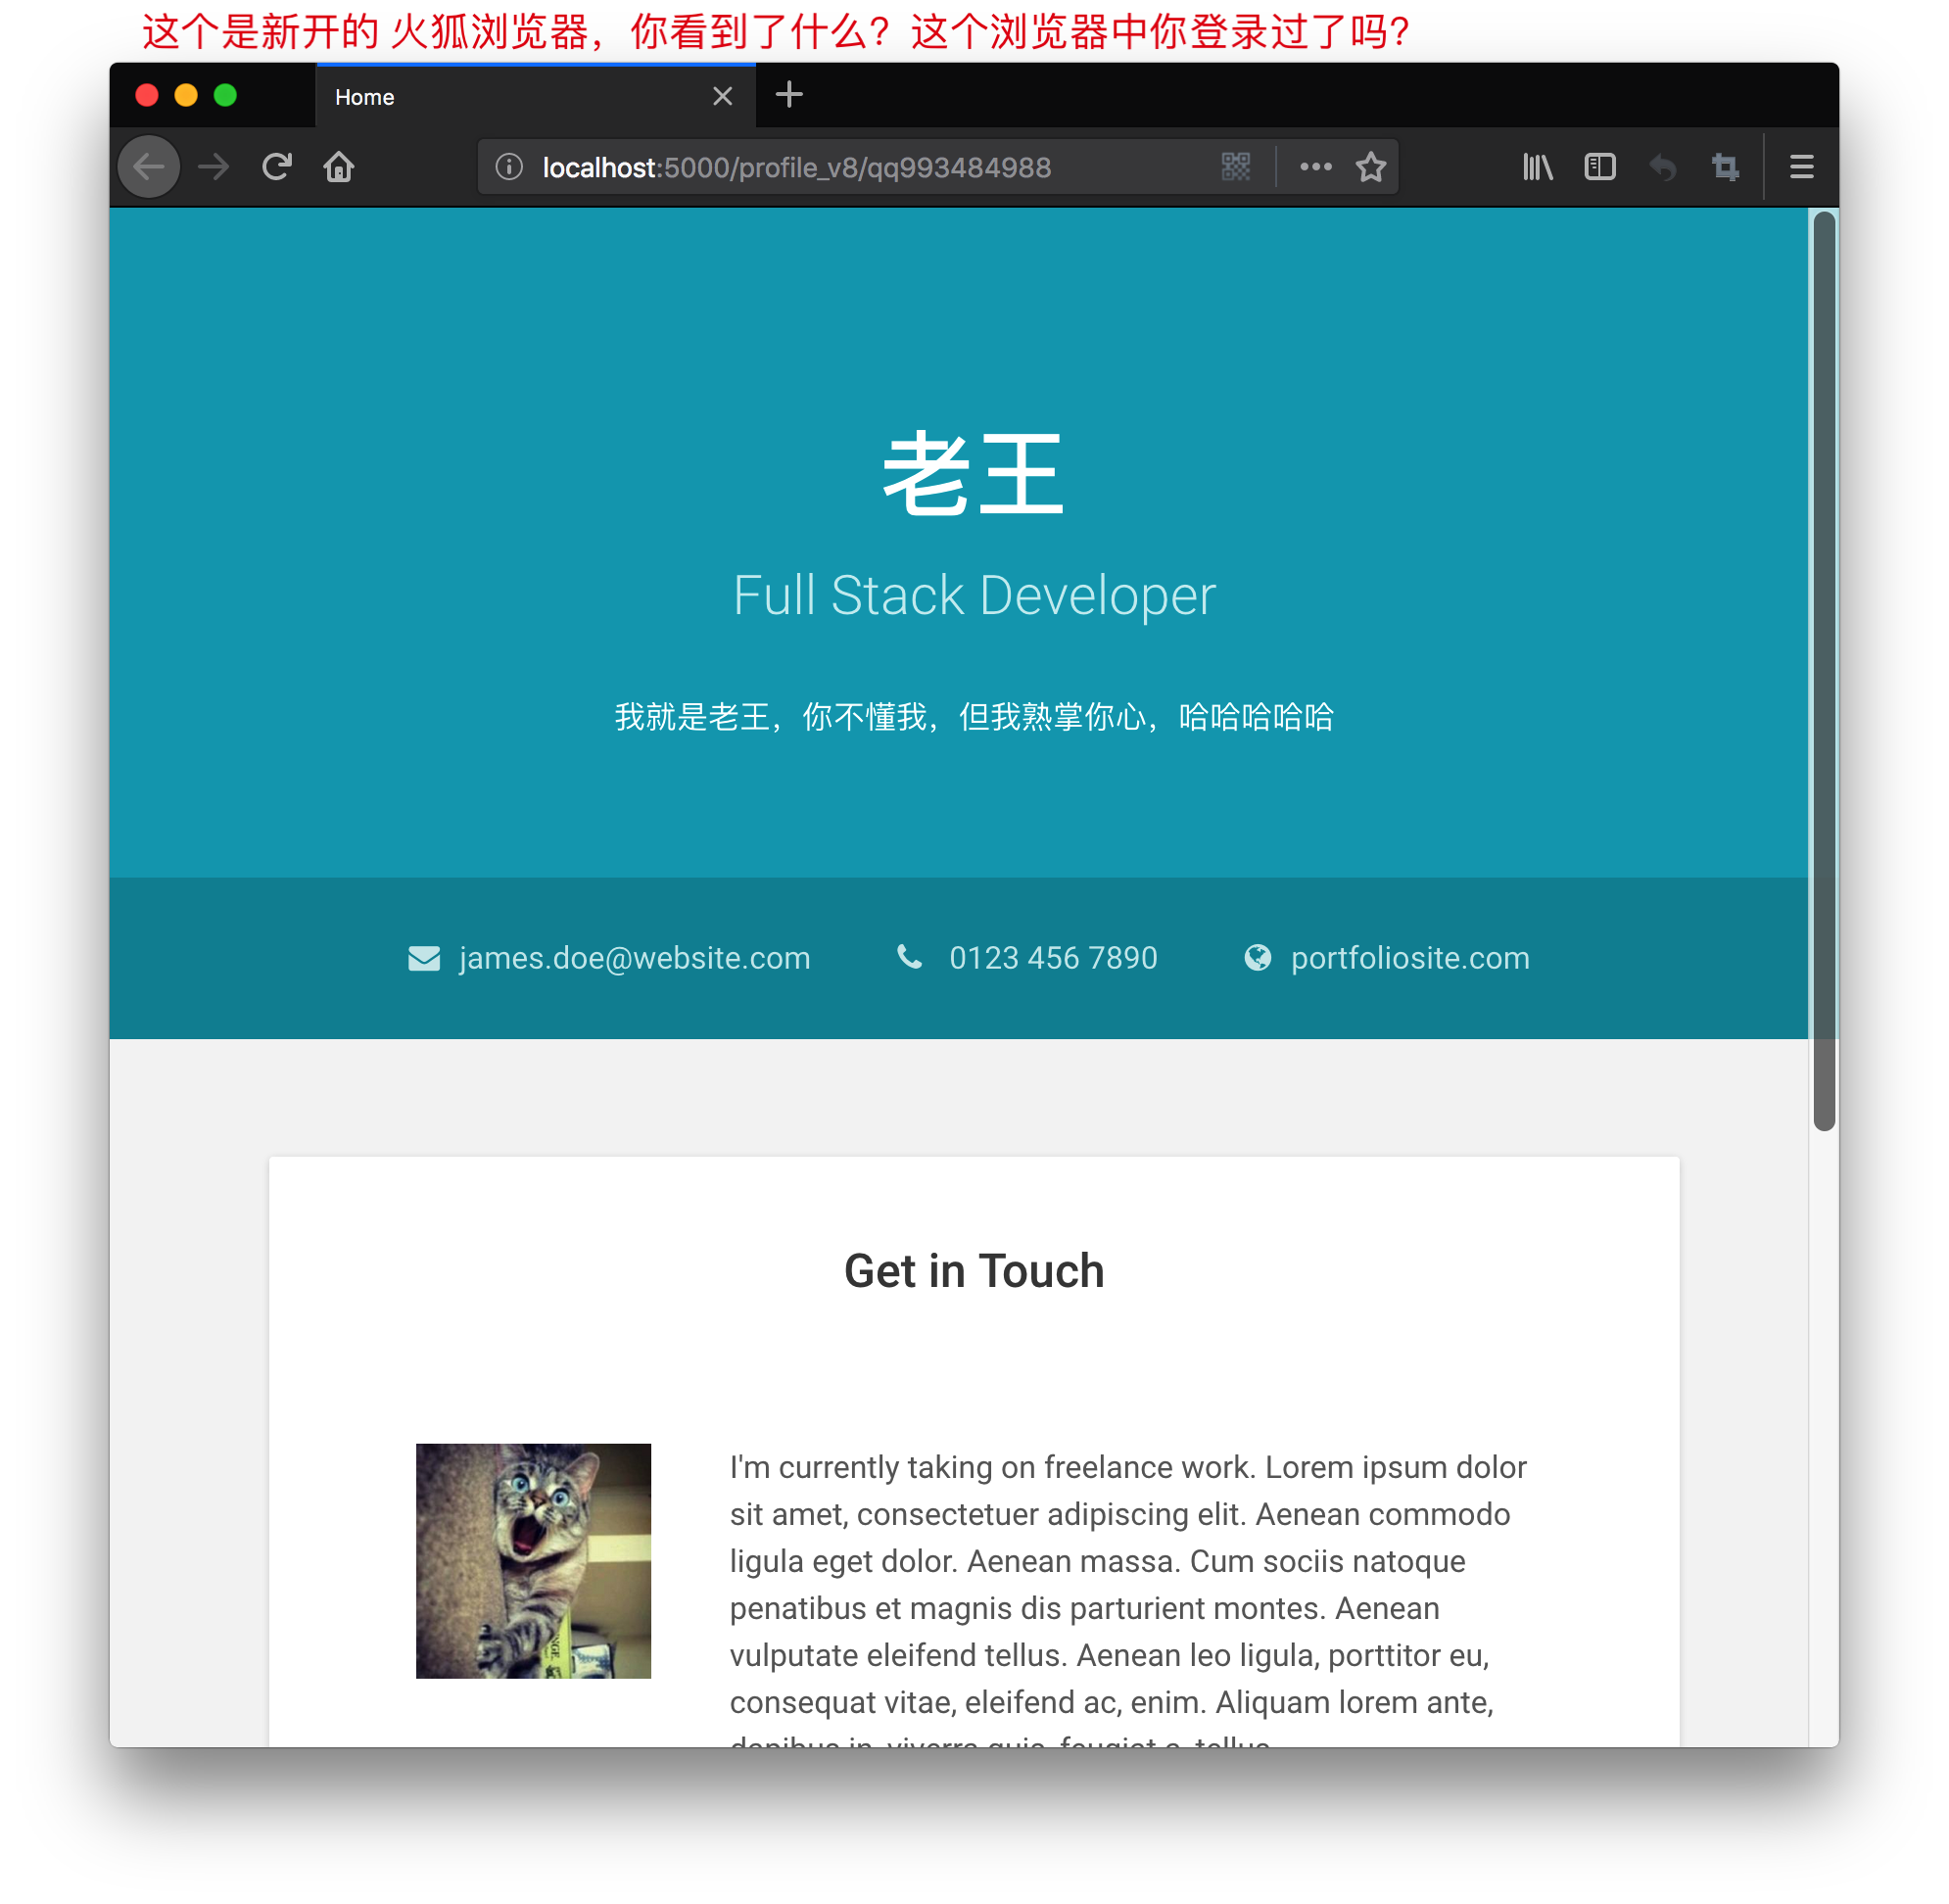 这个是新开的 火狐浏览器，你看到了什么？这个浏览器中你登录过了吗？
Home
localhost:5000/profile_v8/qq993484988
老王
Full Stack Developer
我就是老王，你不懂我，但我熟掌你心，哈哈哈哈哈
james.doe@website.com 0123 456 7890 portfoliosite.com
Get in Touch
I'm currently taking on freelance work. Lorem ipsum dolor
sit amet, consectetuer adipiscing elit. Aenean commodo
ligula eget dolor. Aenean massa. Cum sociis natoque
penatibus et magnis dis parturient montes. Aenean
vulputate eleifend tellus. Aenean leo ligula, porttitor eu,
consequat vitae, eleifend ac, enim. Aliquam lorem ante,
dapibus in, viverra quis, feugiat a, tellus.